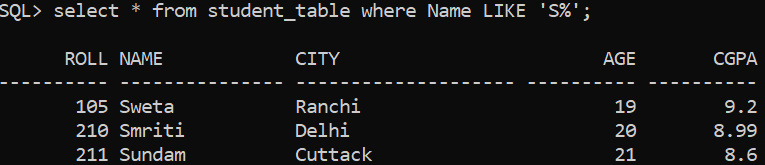 SQL> select * from student_table where Name LIKE 'S%';
ROLL NAME CITY AGE CGPA
---------- --------------- -------------------- ---------- ----------
105 Sweta Ranchi 19 9.2
210 Smriti Delhi 20 8.99
211 Sundam Cuttack 21 8.6